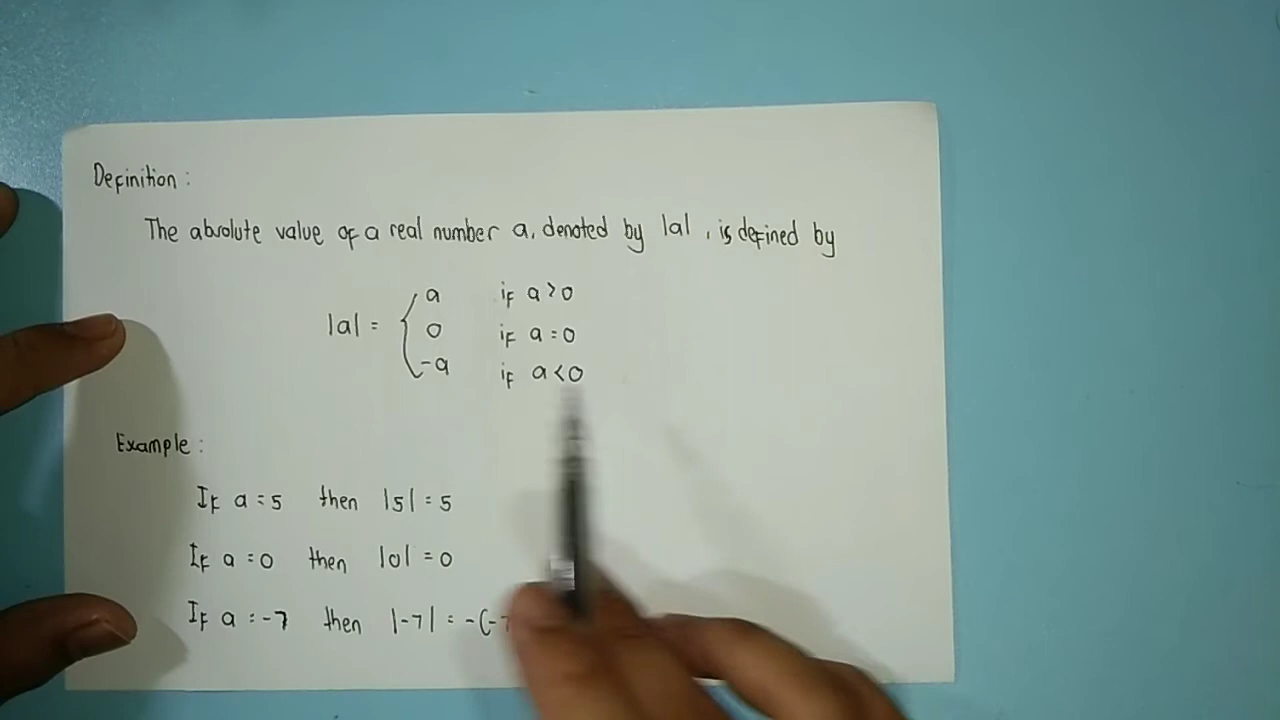 Definition:
The absolute value of a real number a, denoted by |a|, is defined by
|a| = { a if a > 0
0 if a = 0
-a if a < 0
Example:
If a = 5 then |5| = 5
If a = 0 then |0| = 0
If a = -7 then |-7| = -(-7